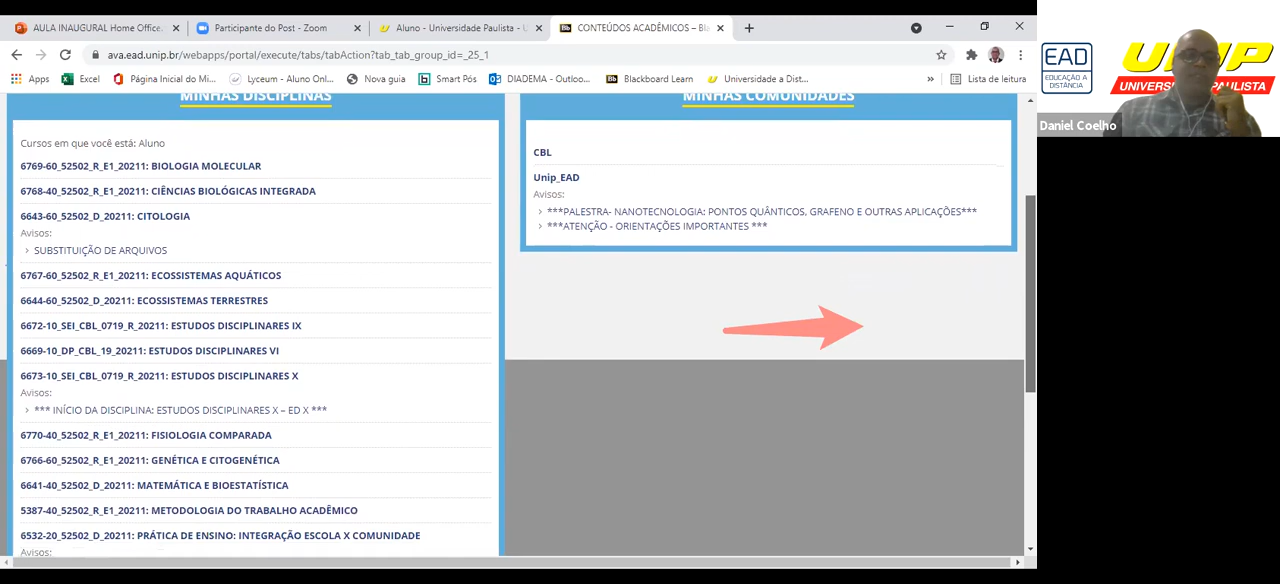 AULA INAUGURAL Home Office.
Participante do Post - Zoom
Aluno - Universidade Paulista - U
CONTEÚDOS ACADÊMICOS – Bla
ava.ead.unip.br/webapps/portal/execute/tabs/tabAction?tab_tab_group_id=_25_1
Apps
Excel
Página Inicial do Mi...
Lyceum - Aluno Onl...
Nova guia
Smart Pós
DIADEMA - Outloo...
Blackboard Learn
Universidade a Dist...
»
Lista de leitura
MINHAS DISCIPLINAS
Cursos em que você está: Aluno
6769-60_52502_R_E1_20211: BIOLOGIA MOLECULAR
6768-40_52502_R_E1_20211: CIÊNCIAS BIOLÓGICAS INTEGRADA
6643-60_52502_D_20211: CITOLOGIA
Avisos:
SUBSTITUIÇÃO DE ARQUIVOS
6767-60_52502_R_E1_20211: ECOSSISTEMAS AQUÁTICOS
6644-60_52502_D_20211: ECOSSISTEMAS TERRESTRES
6672-10_SEI_CBL_0719_R_20211: ESTUDOS DISCIPLINARES IX
6669-10_DP_CBL_19_20211: ESTUDOS DISCIPLINARES VI
6673-10_SEI_CBL_0719_R_20211: ESTUDOS DISCIPLINARES X
Avisos:
*** INÍCIO DA DISCIPLINA: ESTUDOS DISCIPLINARES X – ED X ***
6770-40_52502_R_E1_20211: FISIOLOGIA COMPARADA
6766-60_52502_R_E1_20211: GENÉTICA E CITOGENÉTICA
6641-40_52502_D_20211: MATEMÁTICA E BIOESTATÍSTICA
5387-40_52502_R_E1_20211: METODOLOGIA DO TRABALHO ACADÊMICO
6532-20_52502_D_20211: PRÁTICA DE ENSINO: INTEGRAÇÃO ESCOLA X COMUNIDADE
Avisos:
MINHAS COMUNIDADES
CBL
Unip_EAD
Avisos:
***PALESTRA- NANOTECNOLOGIA: PONTOS QUÂNTICOS, GRAFENO E OUTRAS APLICAÇÕES***
***ATENÇÃO - ORIENTAÇÕES IMPORTANTES ***
EAD
EDUCAÇÃO A
DISTÂNCIA
UNIP
Daniel Coelho